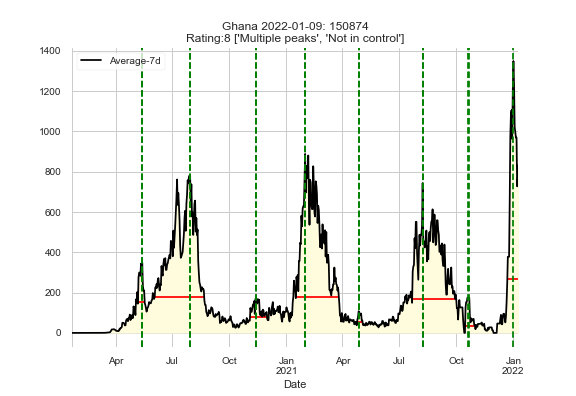 Ghana 2022-01-09: 150874
Rating:8 ['Multiple peaks', 'Not in control']
Average-7d
1400
1200
1000
800
600
400
200
0
Apr Jul Oct Jan Apr Jul Oct Jan
2021 2022
Date